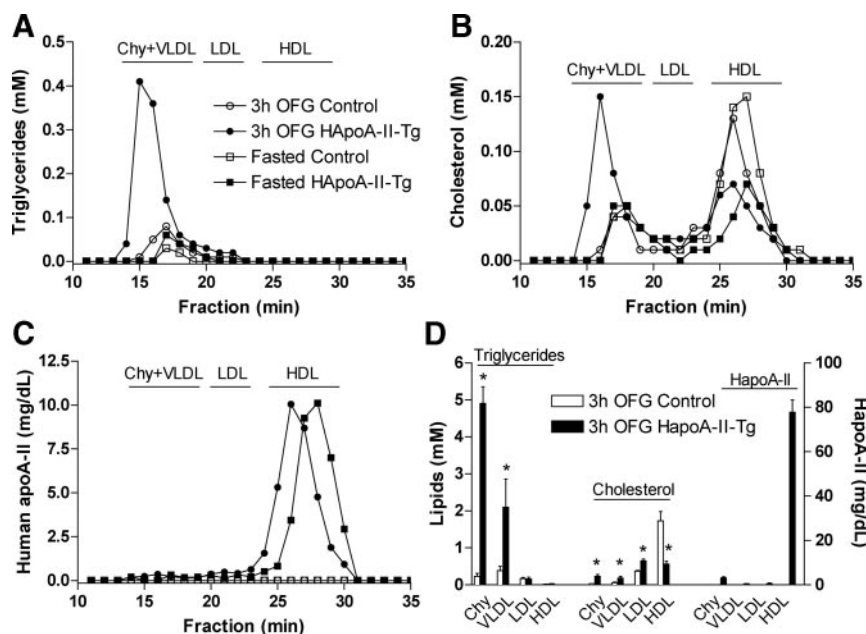 A
Chy+VLDL LDL HDL
Triglycerides (mM)
0.5
0.4
0.3
0.2
0.1
0.0
3h OFG Control
3h OFG HApoA-II-Tg
Fasted Control
Fasted HApoA-II-Tg
10 15 20 25 30 35
Fraction (min)
B
Chy+VLDL LDL HDL
Cholesterol (mM)
0.20
0.15
0.10
0.05
0.00
10 15 20 25 30 35
Fraction (min)
C
Chy+VLDL LDL HDL
Human apoA-II (mg/dL)
12.5
10.0
7.5
5.0
2.5
0.0
10 15 20 25 30 35
Fraction (min)
D
Triglycerides
HapoA-II
3h OFG Control
3h OFG HapoA-II-Tg
Cholesterol
Lipids (mM)
6
5
4
3
2
1
0
* * * * * *
100
80
60
40
20
0
HapoA-II (mg/dL)
Chy VLDL LDL HDL Chy VLDL LDL HDL Chy VLDL LDL HDL